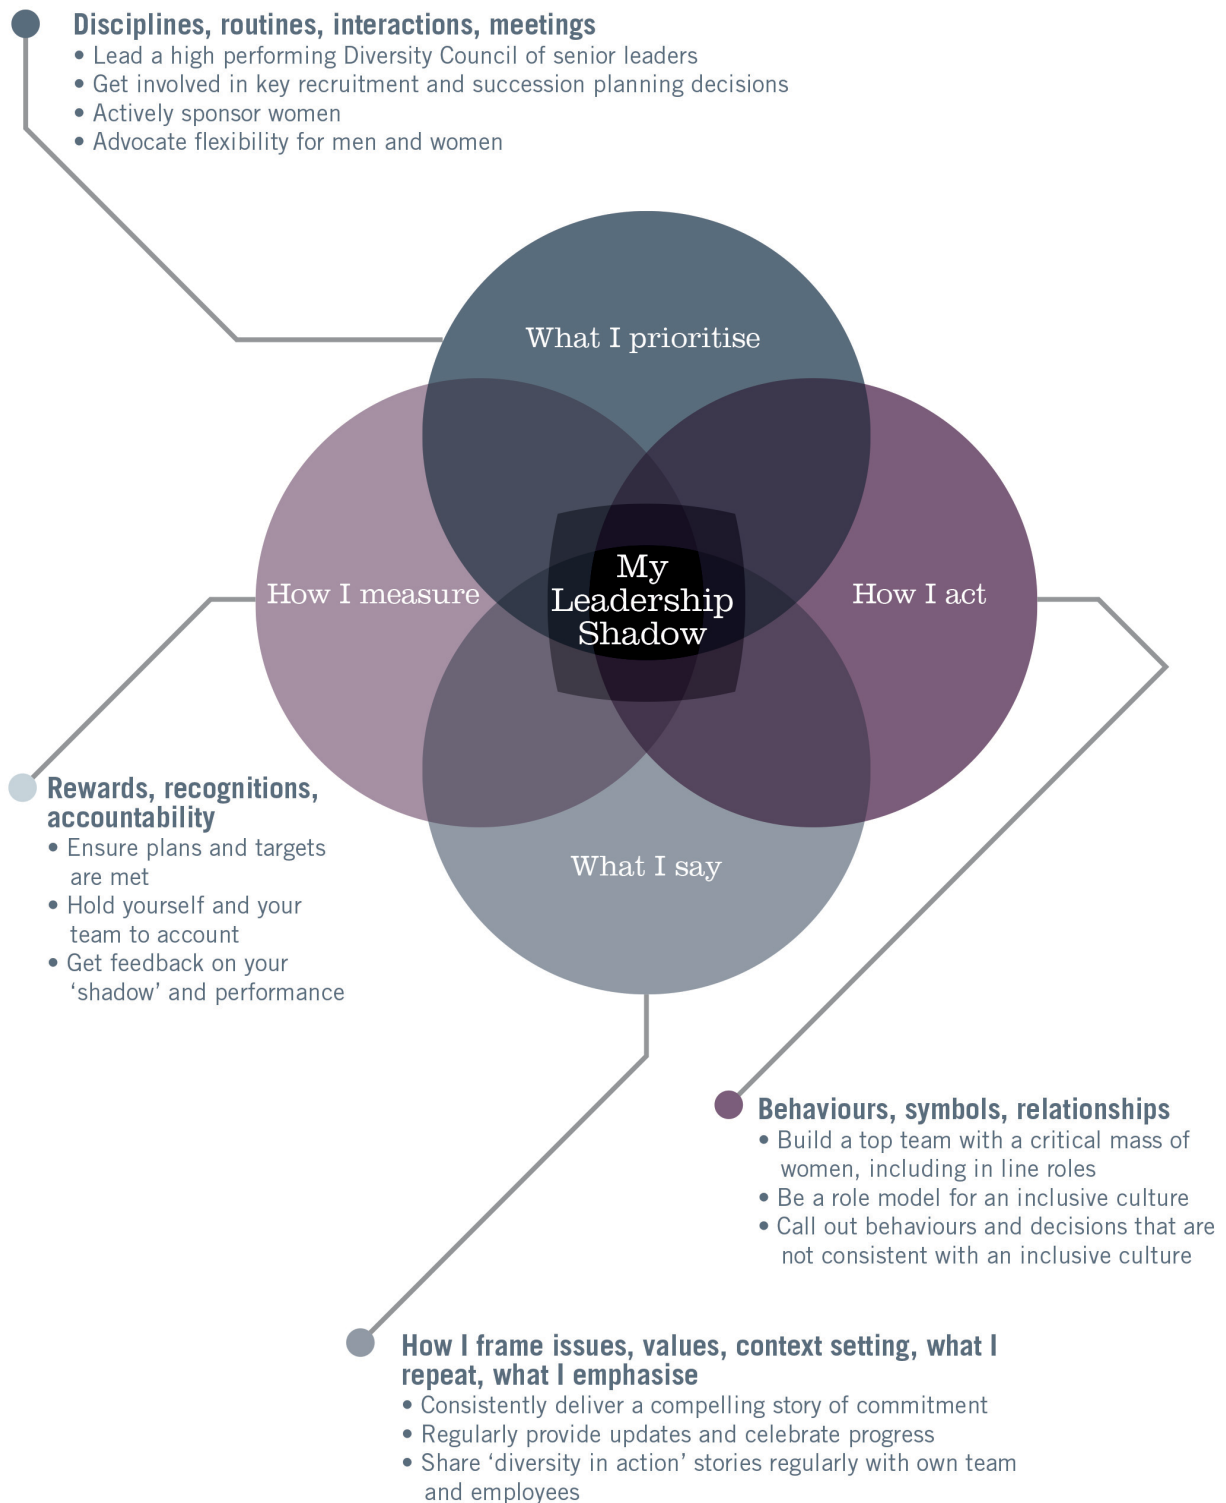 Disciplines, routines, interactions, meetings
• Lead a high performing Diversity Council of senior leaders
• Get involved in key recruitment and succession planning decisions
• Actively sponsor women
• Advocate flexibility for men and women
What I prioritise
How I measure
My
Leadership
Shadow
How I act
What I say
Rewards, recognitions,
accountability
• Ensure plans and targets
are met
• Hold yourself and your
team to account
• Get feedback on your
‘shadow’ and performance
Behaviours, symbols, relationships
• Build a top team with a critical mass of
women, including in line roles
• Be a role model for an inclusive culture
• Call out behaviours and decisions that are
not consistent with an inclusive culture
How I frame issues, values, context setting, what I
repeat, what I emphasise
• Consistently deliver a compelling story of commitment
• Regularly provide updates and celebrate progress
• Share ‘diversity in action’ stories regularly with own team
and employees